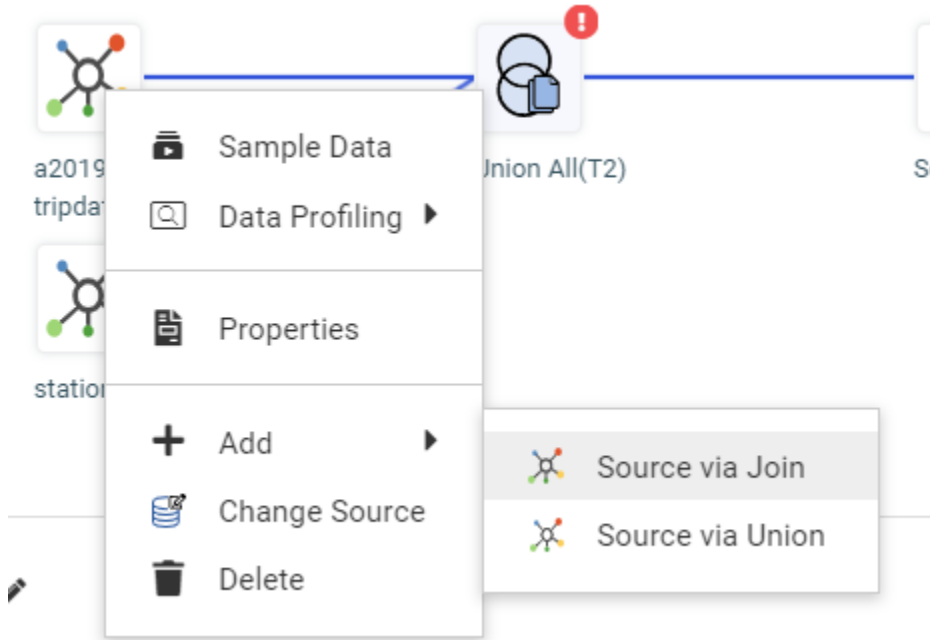 a2019
tripda
Union All(T2)
S
station
Sample Data
Data Profiling
Properties
Add
Change Source
Delete
Source via Join
Source via Union